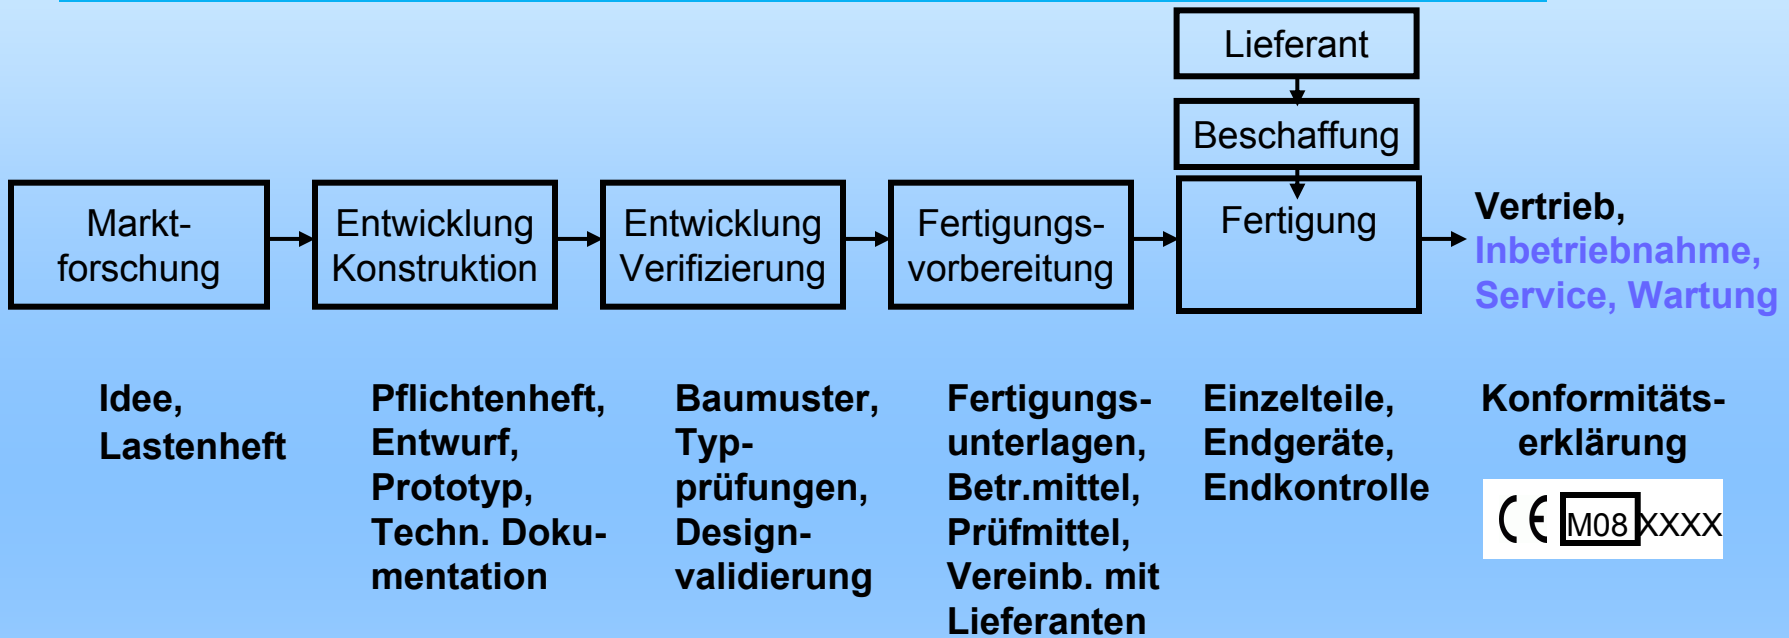 Lieferant
Beschaffung
Markt-
forschung
Entwicklung
Konstruktion
Entwicklung
Verifizierung
Fertigungs-
vorbereitung
Fertigung
Vertrieb,
Inbetriebnahme,
Service, Wartung
Idee,
Lastenheft
Pflichtenheft,
Entwurf,
Prototyp,
Techn. Doku-
mentation
Baumuster,
Typ-
prüfungen,
Design-
validierung
Fertigungs-
unterlagen,
Betr.mittel,
Prüfmittel,
Vereinb. mit
Lieferanten
Einzelteile,
Endgeräte,
Endkontrolle
Konformitäts-
erklärung
CE M08 XXXX